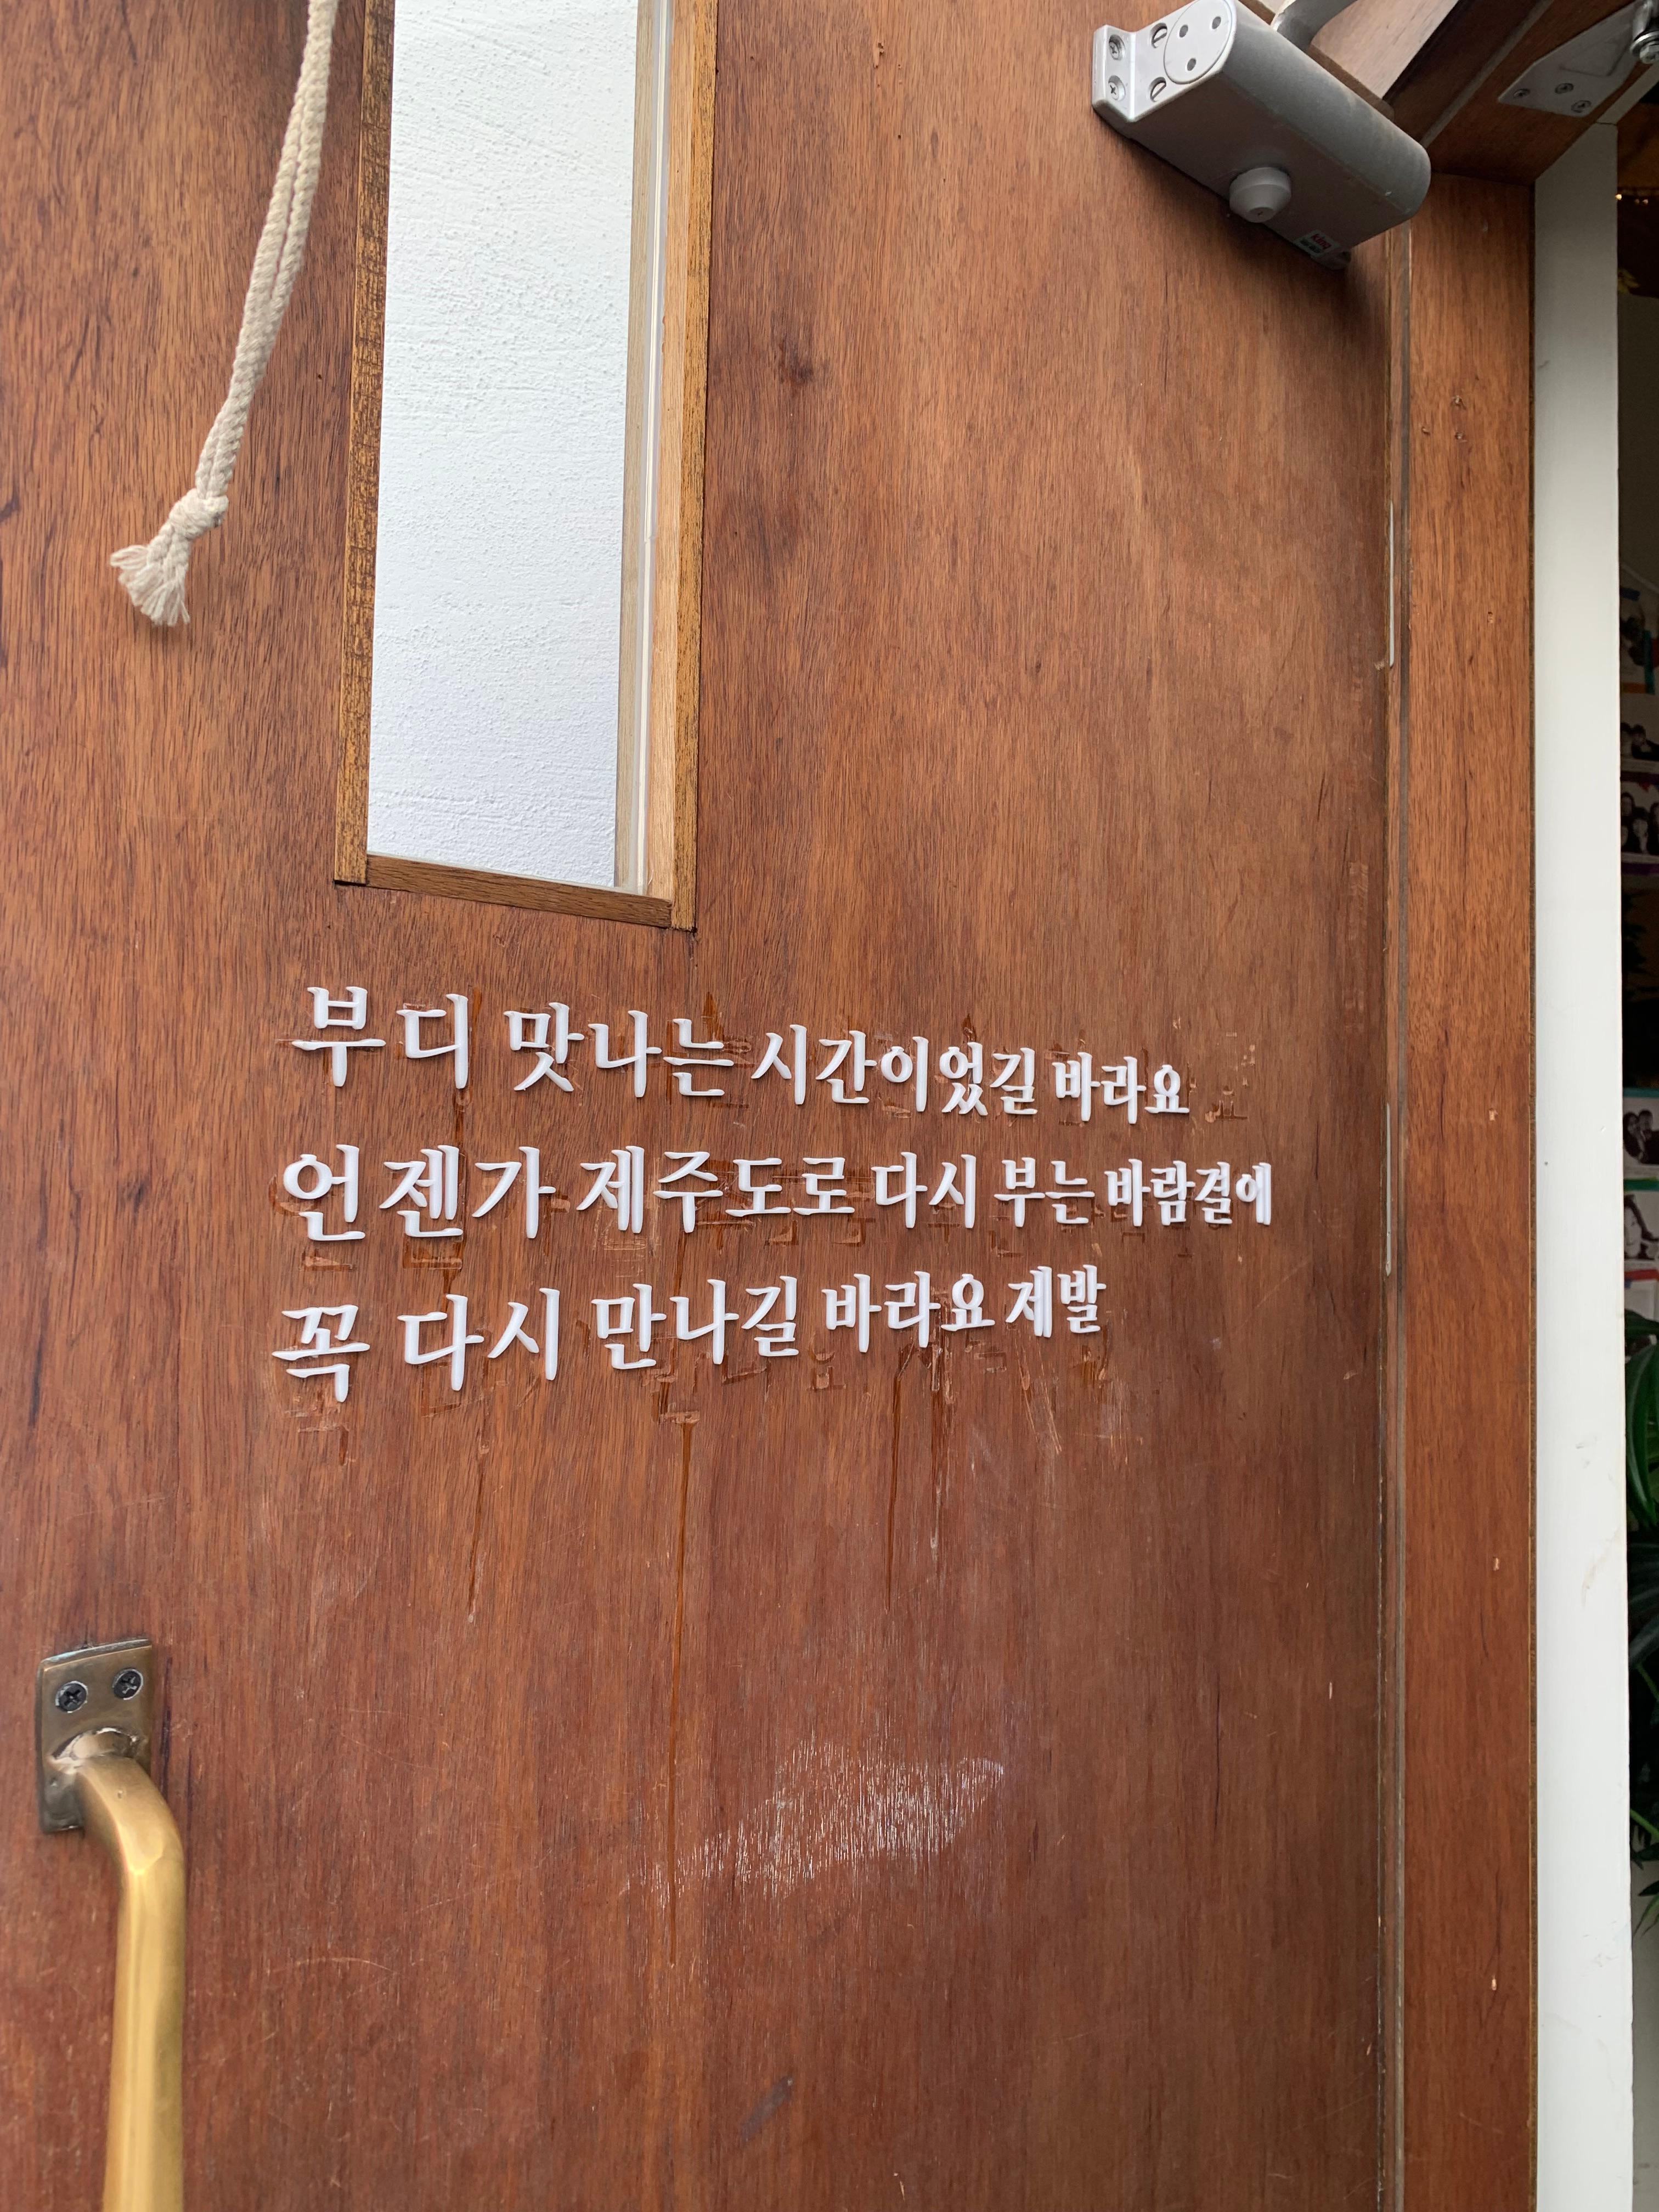 부디 맛나는 시간이었길 바라요
언젠가 제주도로 다시 부는 바람결에
꼭 다시 만나길 바라요 제발